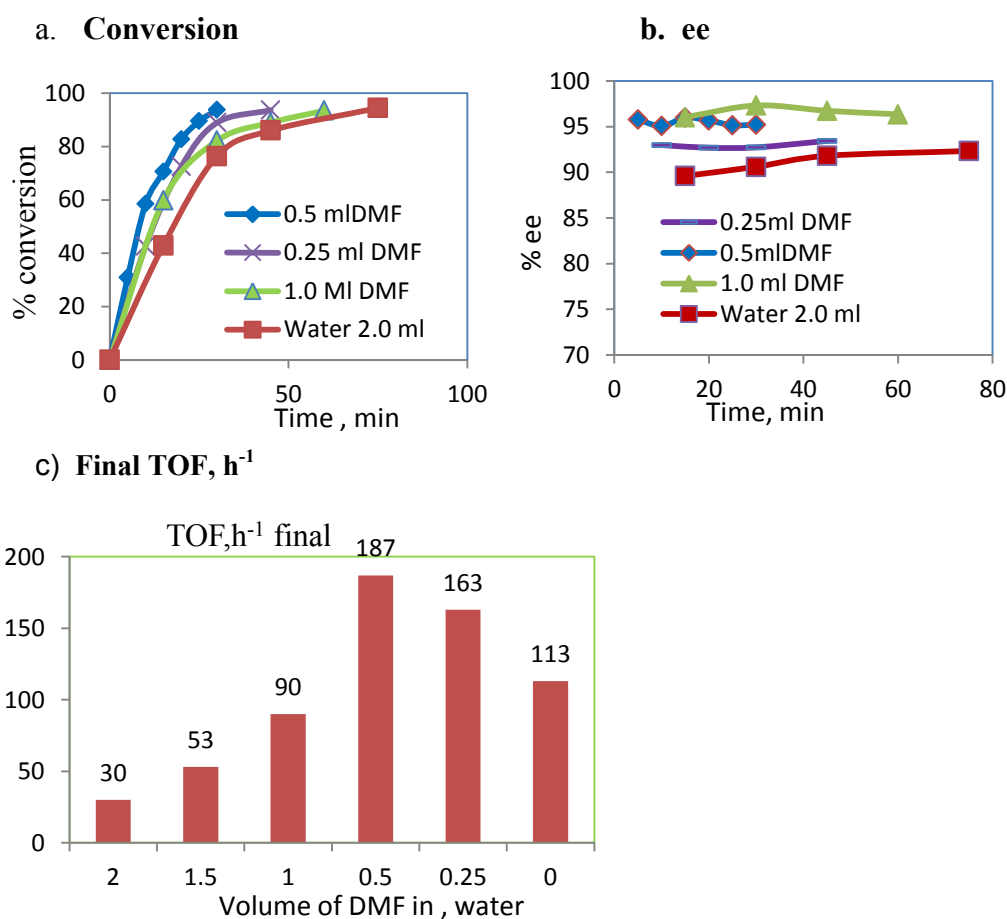 a. Conversion
b. ee
% conversion
100
80
60
40
20
0
0.5 mlDMF
0.25 ml DMF
1.0 Ml DMF
Water 2.0 ml
0 50 100
Time , min
% ee
100
95
90
85
80
75
70
0.25ml DMF
0.5mlDMF
1.0 ml DMF
Water 2.0 ml
0 20 40 60 80
Time, min
c) Final TOF, h-1
TOF,h-1 final
200
150
100
50
0
30
53
90
187
163
113
2 1.5 1 0.5 0.25 0
Volume of DMF in , water